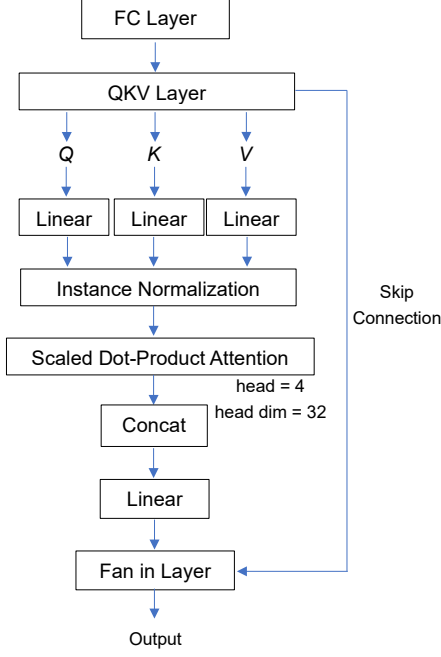 FC Layer
QKV Layer
Q K V
Linear Linear Linear
Instance Normalization
Skip
Connection
Scaled Dot-Product Attention
head = 4
head dim = 32
Concat
Linear
Fan in Layer
Output